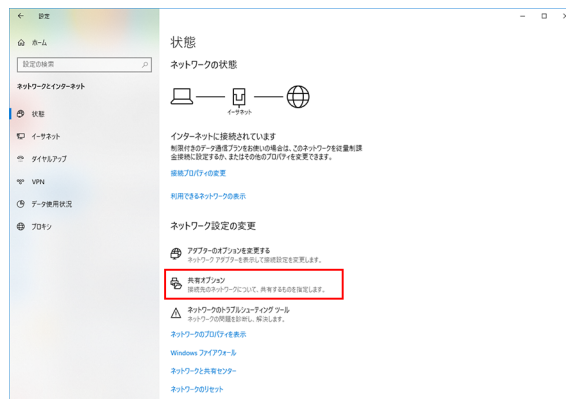 設定
ホーム
設定の検索
ネットワークとインターネット
状態
イーサネット
ダイヤルアップ
VPN
データ使用状況
プロキシ
状態
ネットワークの状態
イーサネット
インターネットに接続されています
制限付きのデータ通信プランをお使いの場合は、このネットワークを従量制課
金接続に設定するか、またはその他のプロパティを変更できます。
接続プロパティの変更
利用できるネットワークの表示
ネットワーク設定の変更
アダプターのオプションを変更する
ネットワーク アダプターを表示して接続設定を変更します。
共有オプション
接続先のネットワークについて、共有するものを指定します。
ネットワークのトラブルシューティング ツール
ネットワークの問題を診断し、解決します。
ネットワークのプロパティを表示
Windows ファイアウォール
ネットワークと共有センター
ネットワークのリセット